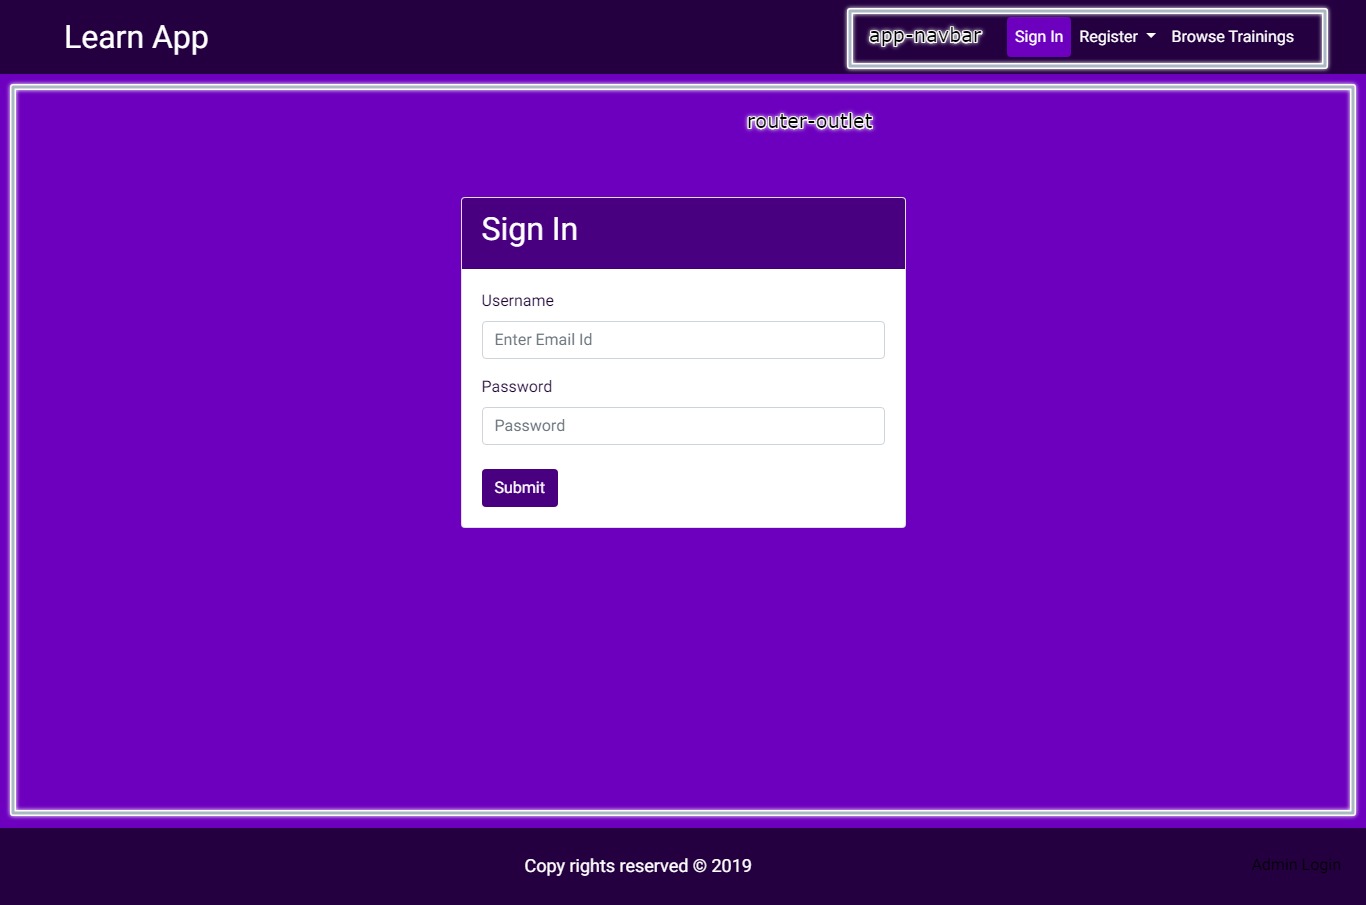 Learn App
app-navbar
Sign In
Register
Browse Trainings
router-outlet
Sign In
Username
Enter Email Id
Password
Password
Submit
Copy rights reserved © 2019
Admin Login